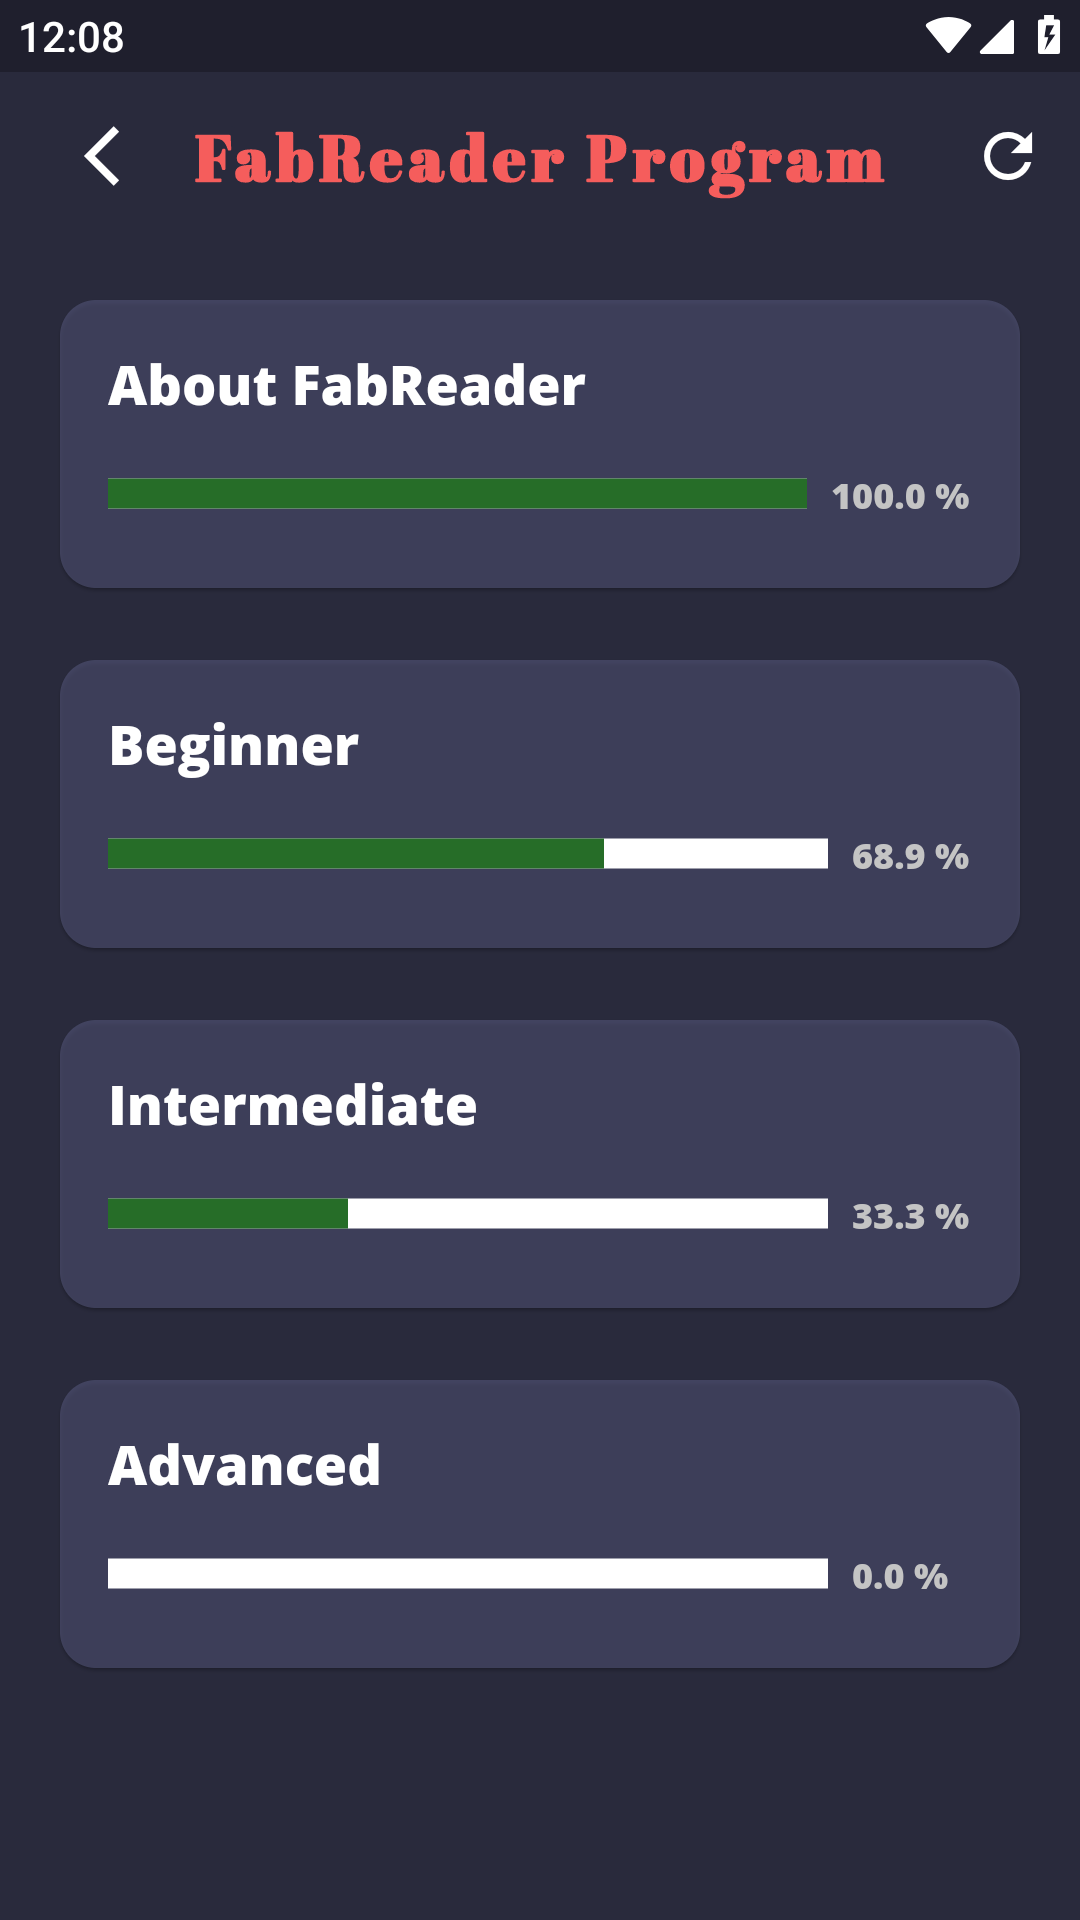 12:08
FabReader Program
About FabReader
100.0 %
Beginner
68.9 %
Intermediate
33.3 %
Advanced
0.0 %